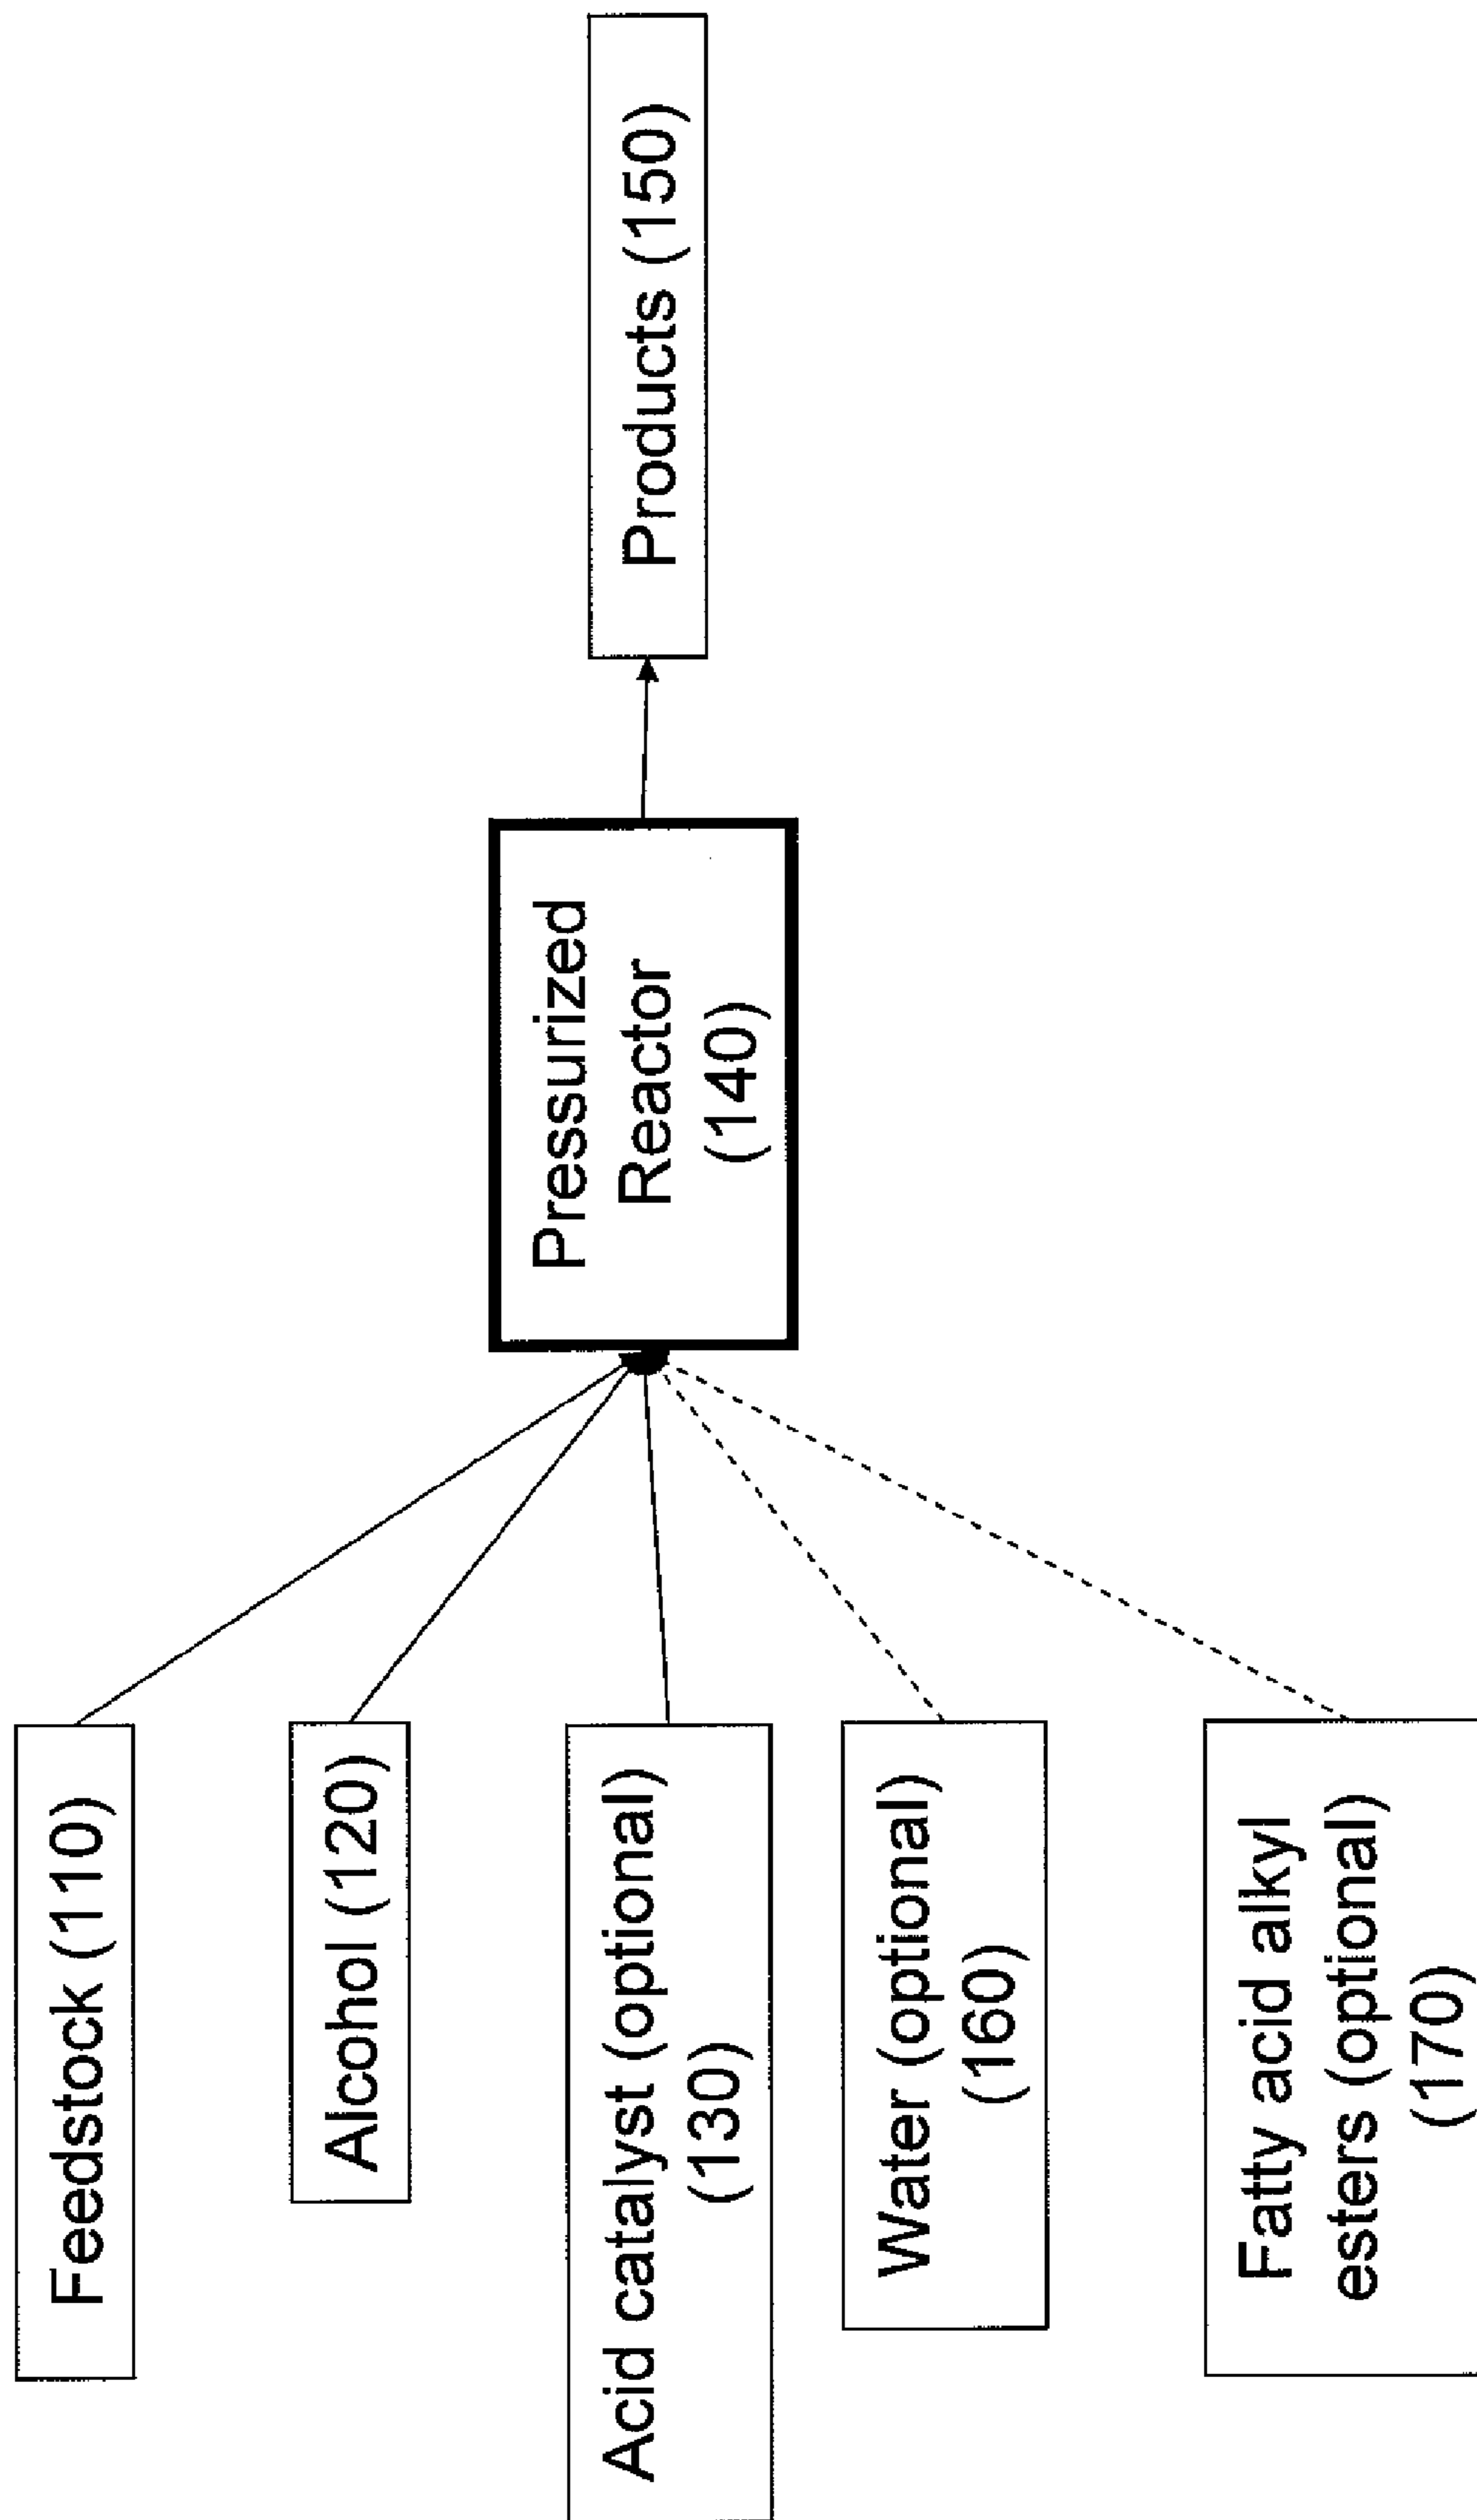 Feedstock (110)
Alcohol (120)
Acid catalyst (optional)
(130)
Water (optional)
(160)
Fatty acid alkyl
esters (optional)
(170)
Pressurized
Reactor
(140)
Products (150)